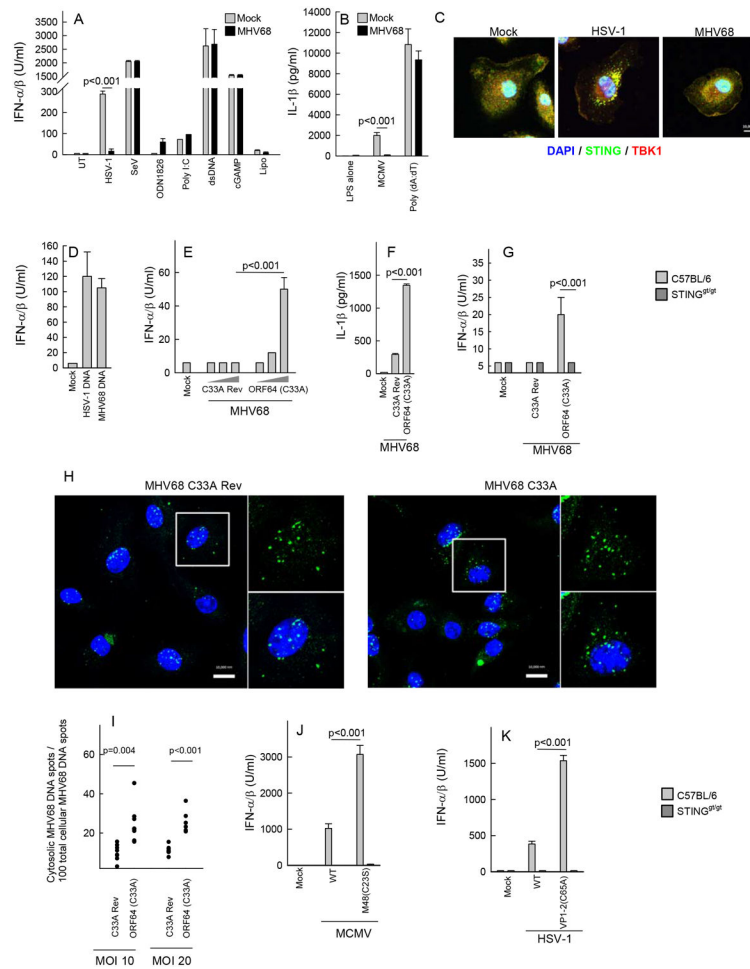 A
Mock
MHV68
IFN-α/β (U/ml)
3500
2500
1500
300
200
100
0
p<0.001
UT
HSV-1
SeV
ODN1826
Poly I:C
dsDNA
cGAMP
Lipo
B
Mock
MHV68
IL-1β (pg/ml)
14000
12000
10000
8000
6000
4000
2000
0
p<0.001
LPS alone
MCMV
Poly (dA:dT)
C
Mock
HSV-1
MHV68
DAPI / STING / TBK1
D
IFN-α/β (U/ml)
160
140
120
100
80
60
40
20
0
Mock
HSV-1 DNA
MHV68 DNA
E
IFN-α/β (U/ml)
60
40
20
0
p<0.001
Mock
C33A Rev
ORF64 (C33A)
MHV68
F
IL-1β (pg/ml)
1500
1000
500
0
p<0.001
Mock
C33A Rev
ORF64 (C33A)
MHV68
G
IFN-α/β (U/ml)
35
30
25
20
15
10
5
p<0.001
Mock
C33A Rev
ORF64 (C33A)
MHV68
C57BL/6
STINGgt/gt
H
MHV68 C33A Rev
MHV68 C33A
I
Cytosolic MHV68 DNA spots /
100 total cellular MHV68 DNA spots
60
40
20
p=0.004
p<0.001
C33A Rev
ORF64 (C33A)
C33A Rev
ORF64 (C33A)
MOI 10
MOI 20
J
IFN-α/β (U/ml)
3000
2000
1000
0
p<0.001
Mock
WT
M48(C23S)
MCMV
K
IFN-α/β (U/ml)
1500
1000
500
0
p<0.001
Mock
WT
VP1-2(C65A)
HSV-1
C57BL/6
STINGgt/gt